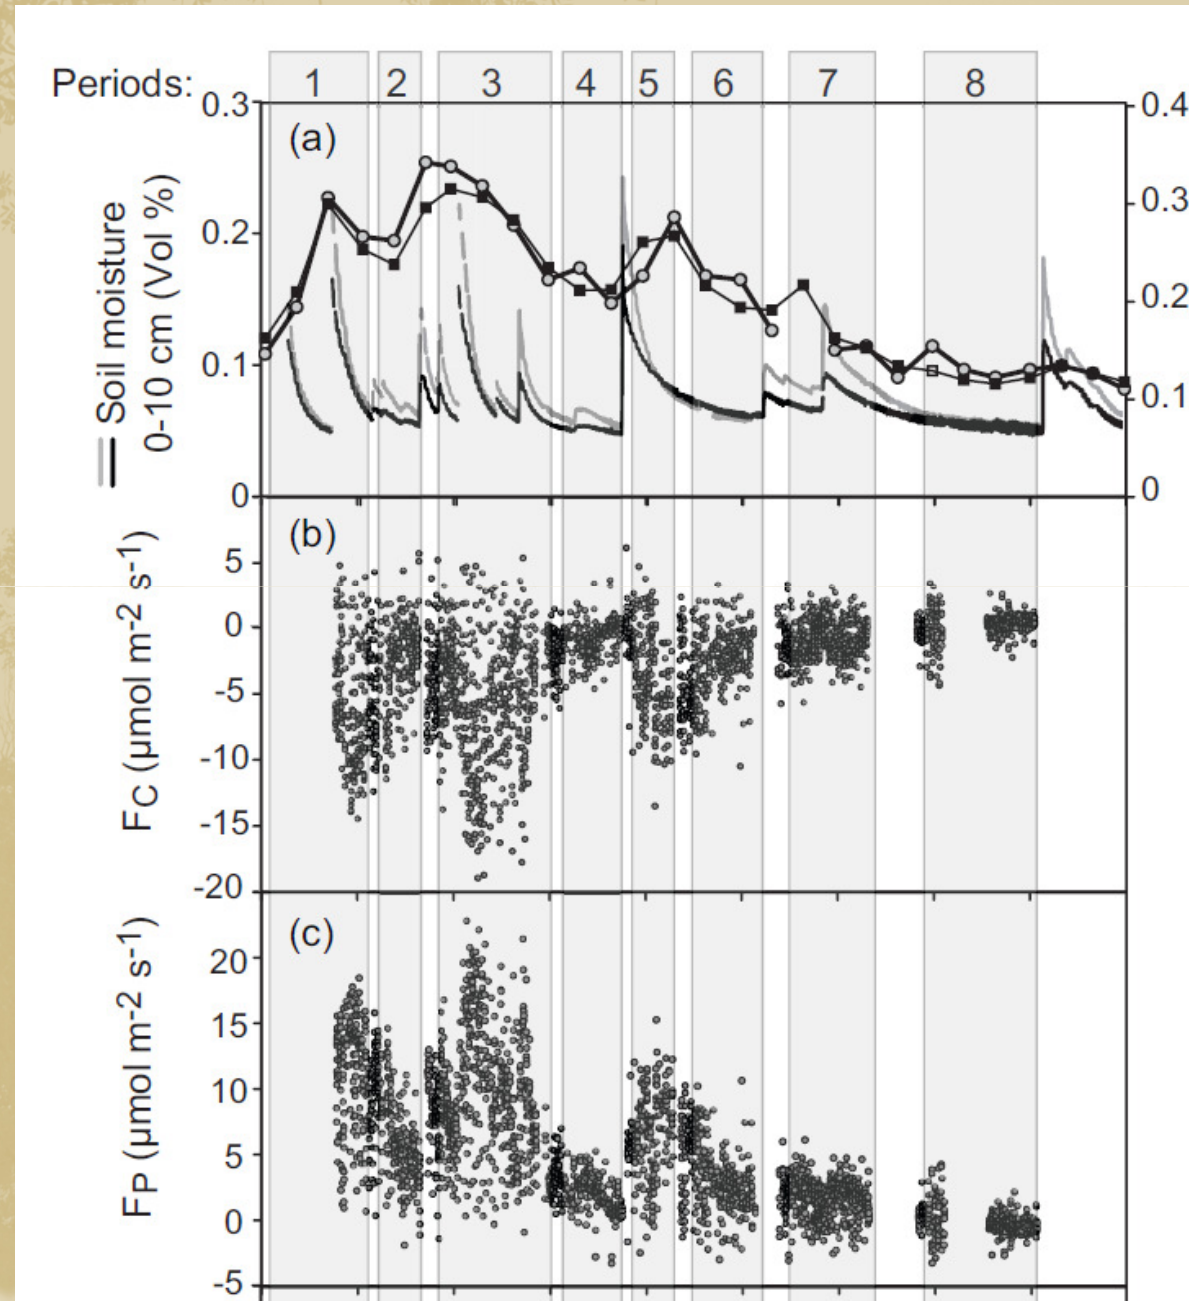 Periods: 1 2 3 4 5 6 7 8
0.3 0.4
(a)
Soil moisture
0-10 cm (Vol %)
0.2 0.3
0.1 0.2
0 0.1
0
(b)
FC (μmol m-2 s-1)
5
0
-5
-10
-15
-20
(c)
FP (μmol m-2 s-1)
20
15
10
5
0
-5